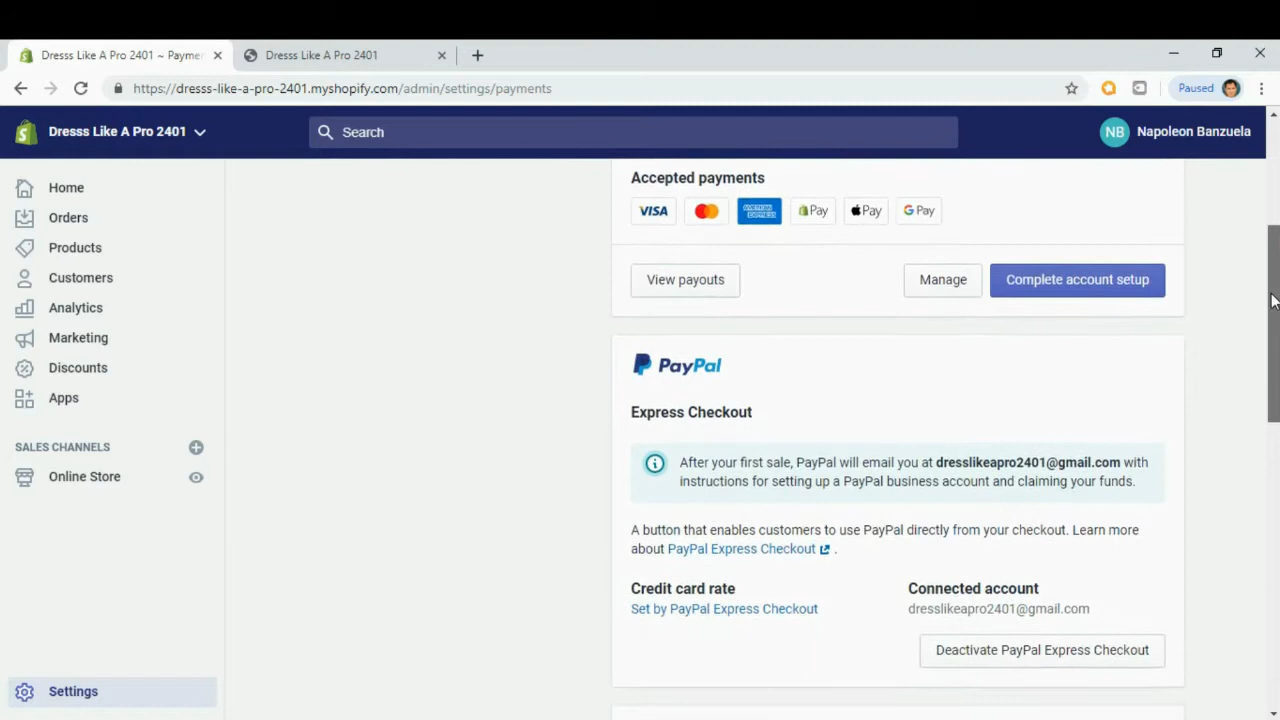 Dresss Like A Pro 2401 ~ Payme
Dresss Like A Pro 2401
https://dresss-like-a-pro-2401.myshopify.com/admin/settings/payments
Paused
Dresss Like A Pro 2401
Search
NB
Napoleon Banzuela
Home
Orders
Products
Customers
Analytics
Marketing
Discounts
Apps
SALES CHANNELS
Online Store
Settings
Accepted payments
VISA
AMERICAN EXPRESS
Pay
Pay
G Pay
View payouts
Manage
Complete account setup
PayPal
Express Checkout
After your first sale, PayPal will email you at dresslikeapro2401@gmail.com with
instructions for setting up a PayPal business account and claiming your funds.
A button that enables customers to use PayPal directly from your checkout. Learn more
about PayPal Express Checkout .
Credit card rate
Set by PayPal Express Checkout
Connected account
dresslikeapro2401@gmail.com
Deactivate PayPal Express Checkout